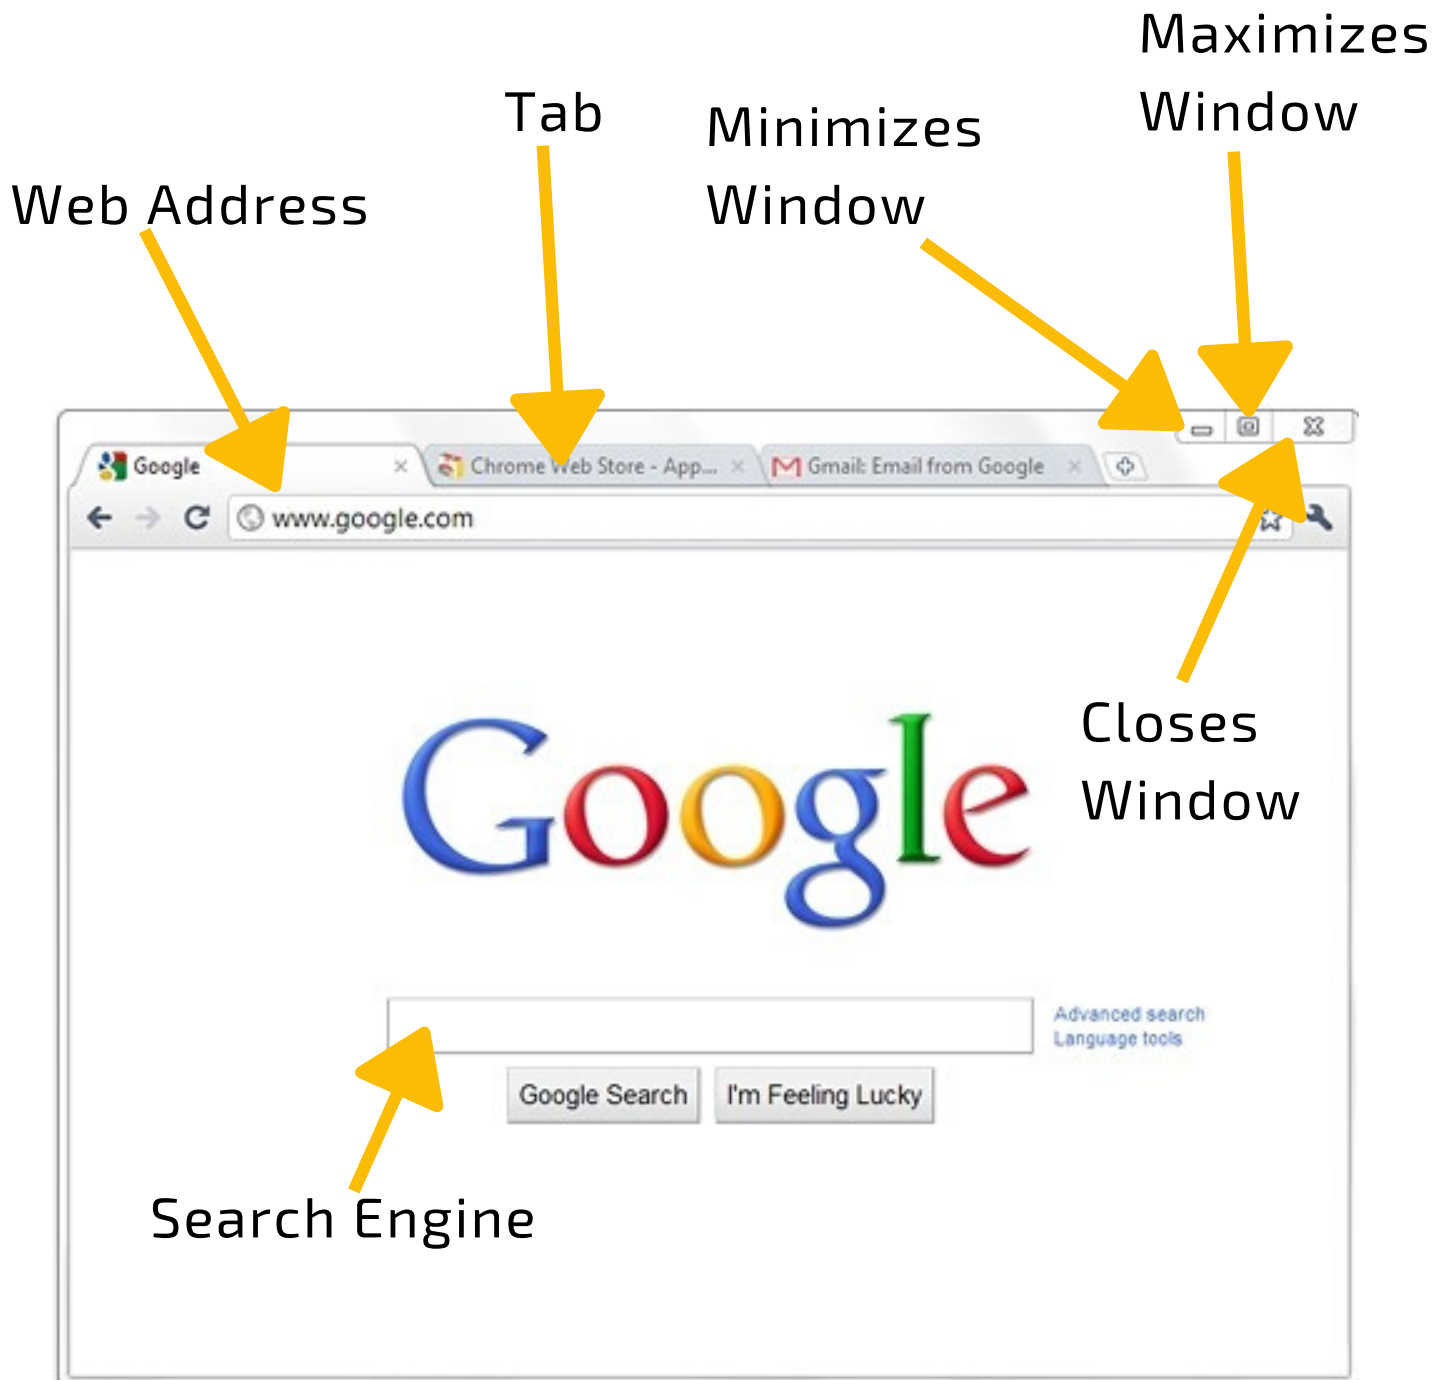 Maximizes
Window
Tab
Minimizes
Window
Web Address
Google
Chrome Web Store - App...
Gmail: Email from Google
www.google.com
Closes
Window
Google
Advanced search
Language tools
Google Search
I'm Feeling Lucky
Search Engine